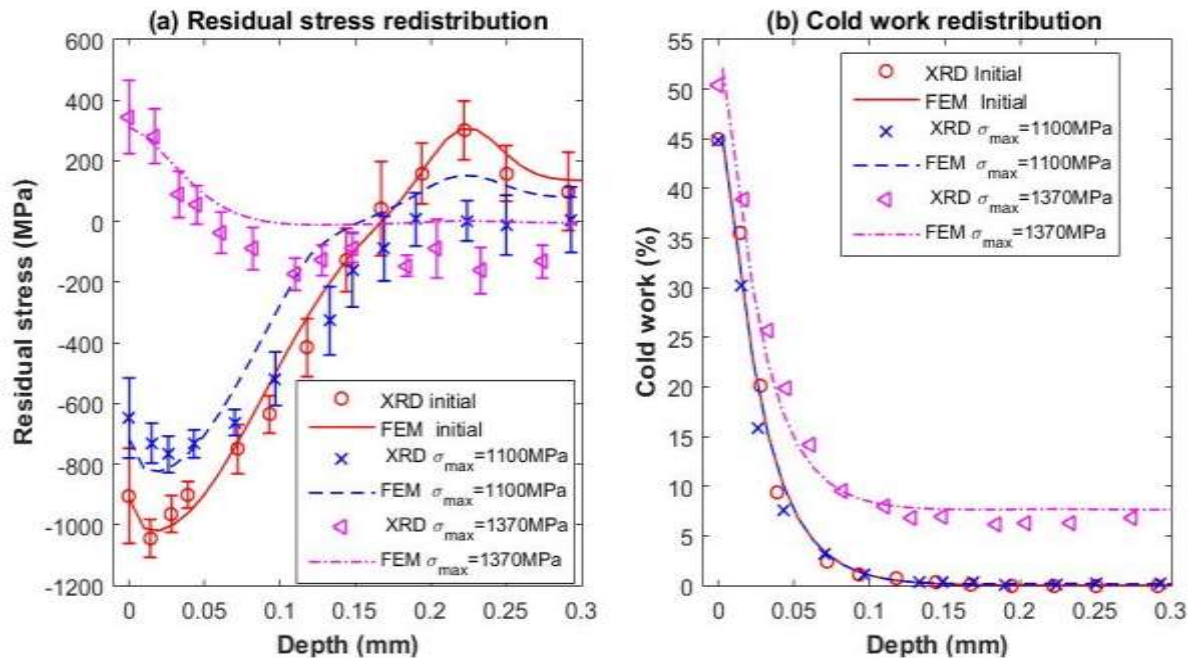 (a) Residual stress redistribution
600
400
200
0
-200
-400
-600
-800
-1000
-1200
Residual stress (MPa)
XRD initial
FEM initial
XRD σmax=1100MPa
FEM σmax=1100MPa
XRD σmax=1370MPa
FEM σmax=1370MPa
0 0.05 0.1 0.15 0.2 0.25 0.3
Depth (mm)
(b) Cold work redistribution
55
50
45
40
35
30
25
20
15
10
5
0
Cold work (%)
XRD Initial
FEM Initial
XRD σmax=1100MPa
FEM σmax=1100MPa
XRD σmax=1370MPa
FEM σmax=1370MPa
0 0.05 0.1 0.15 0.2 0.25 0.3
Depth (mm)